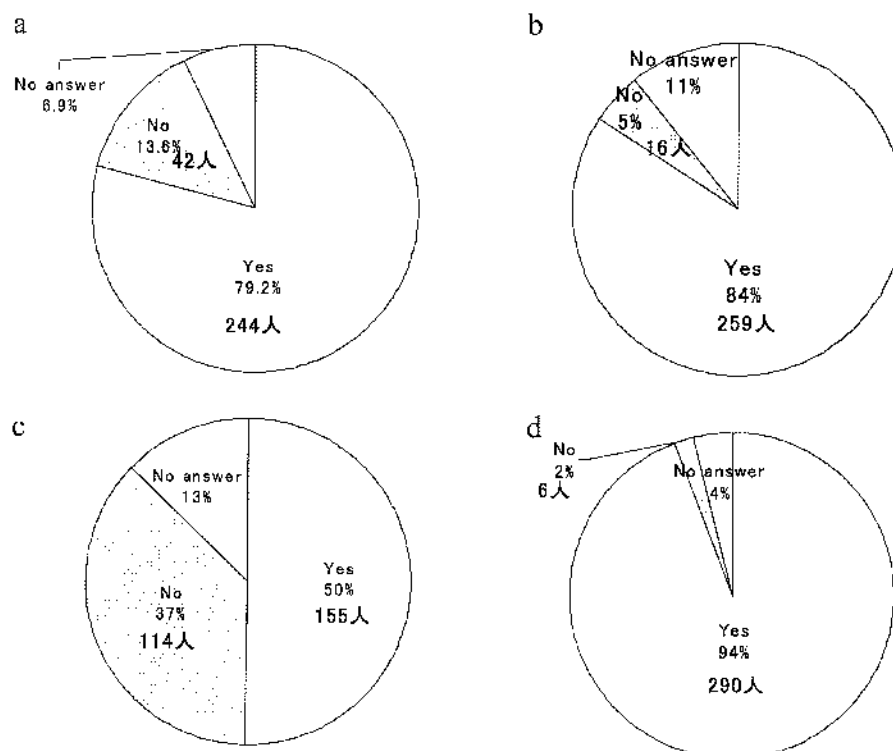 a
No answer
6.9%
No
13.6%
42人
Yes
79.2%
244人
b
No answer
11%
No
5%
16人
Yes
84%
259人
c
No answer
13%
No
37%
114人
Yes
50%
155人
d
No
2%
6人
No answer
4%
Yes
94%
290人